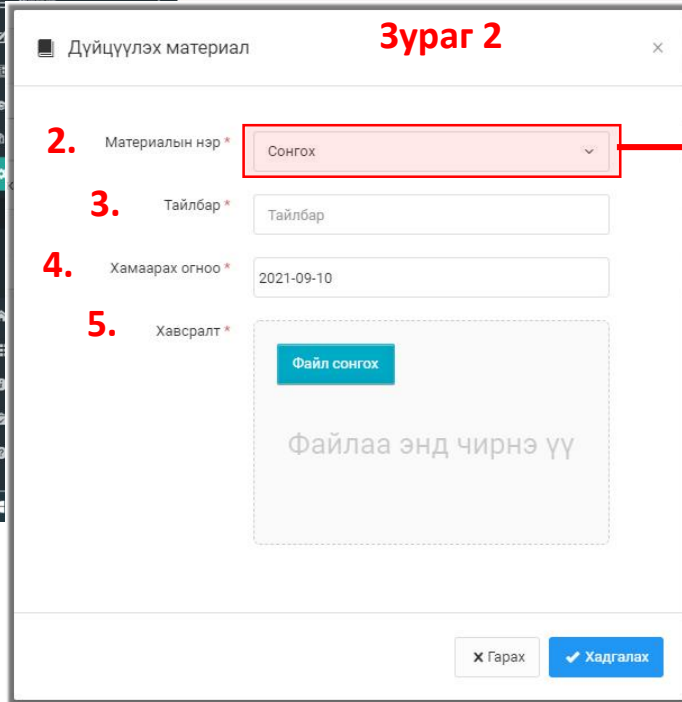 Зураг 2
Дүйцүүлэх материал
2. Материалын нэр * Сонгох
3. Тайлбар * Тайлбар
4. Хамаарах огноо * 2021-09-10
5. Хавсралт *
Файл сонгох
Файлаа энд чирнэ үү
Гарах
Хадгалах